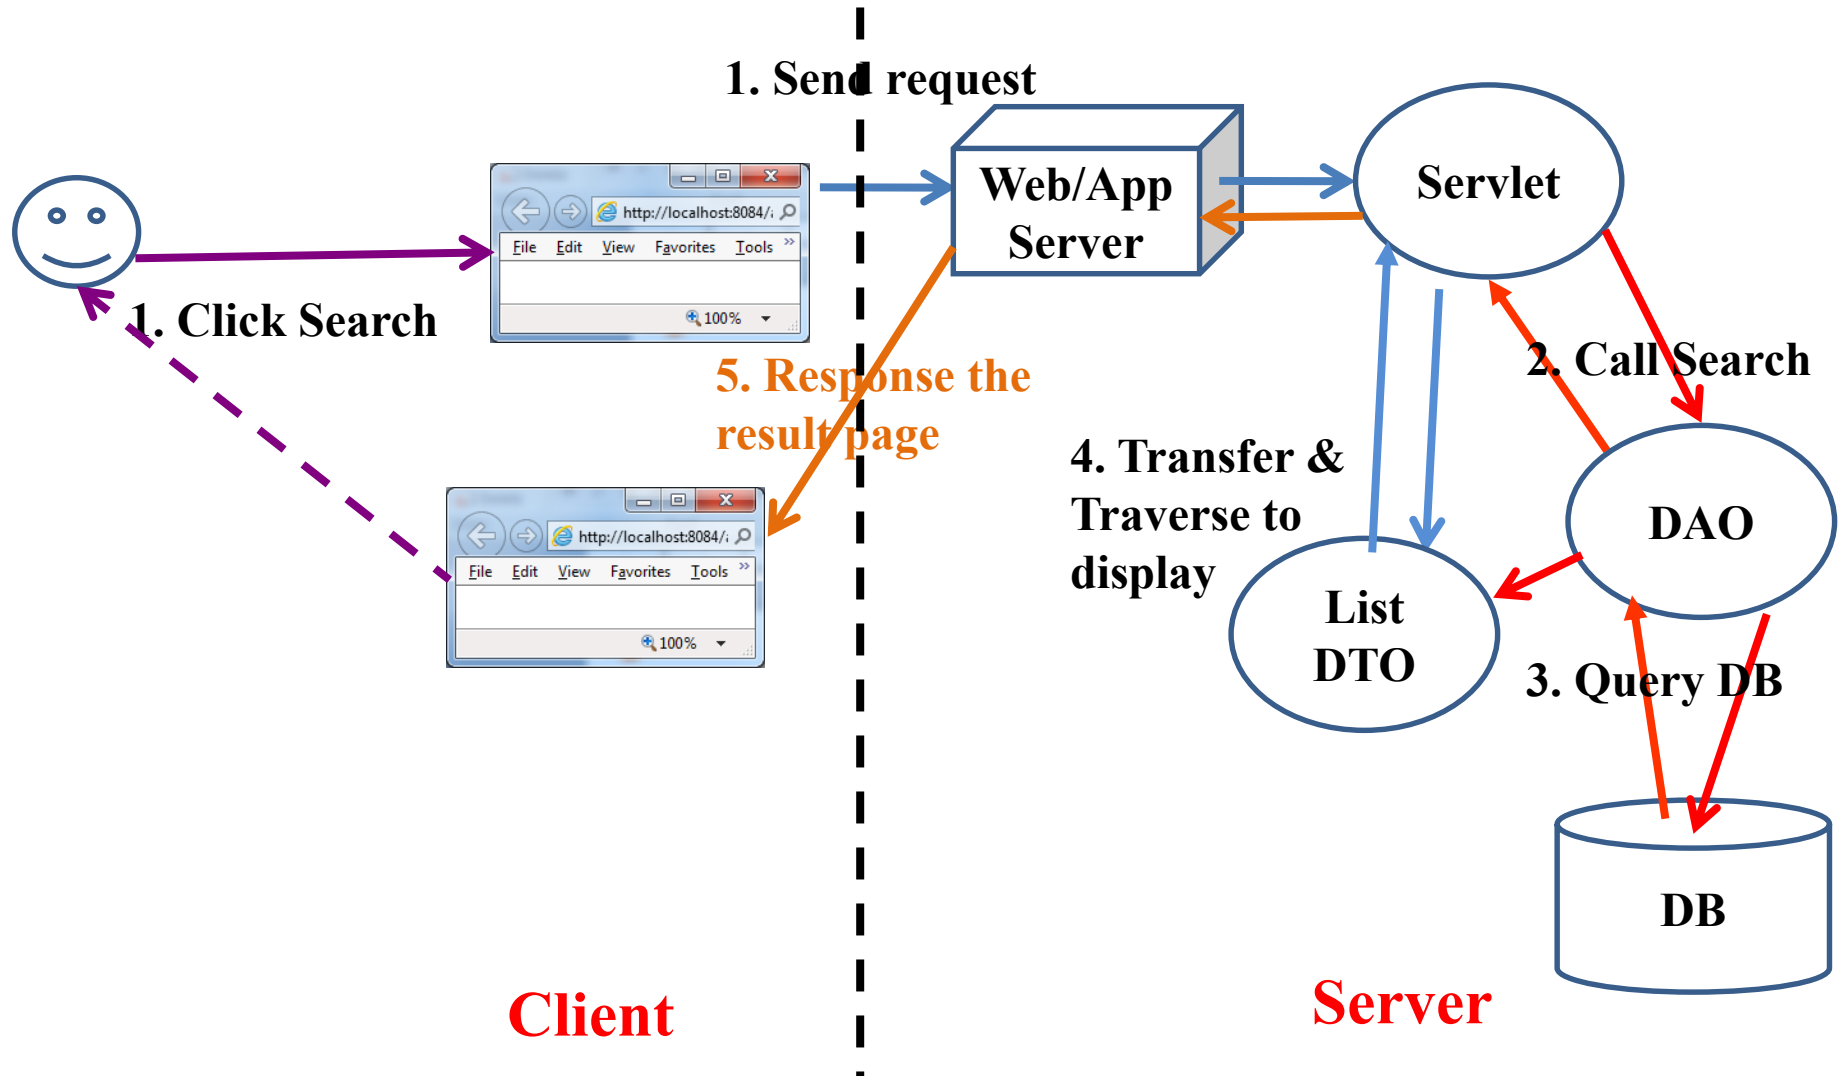 1. Send request
Web/App
Server
Servlet
http://localhost:8084/
File Edit View Favorites Tools »
100%
1. Click Search
2. Call Search
5. Response the
result page
4. Transfer &
Traverse to
display
DAO
http://localhost:8084/
File Edit View Favorites Tools »
100%
List
DTO
3. Query DB
DB
Client
Server